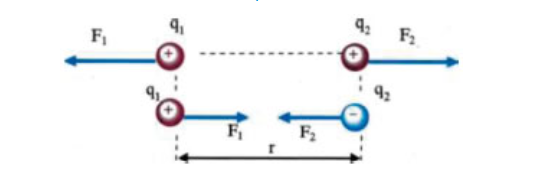 F₁ q₁ q₂ F₂
+ +
q₁ q₂
+ −
F₁ F₂
r